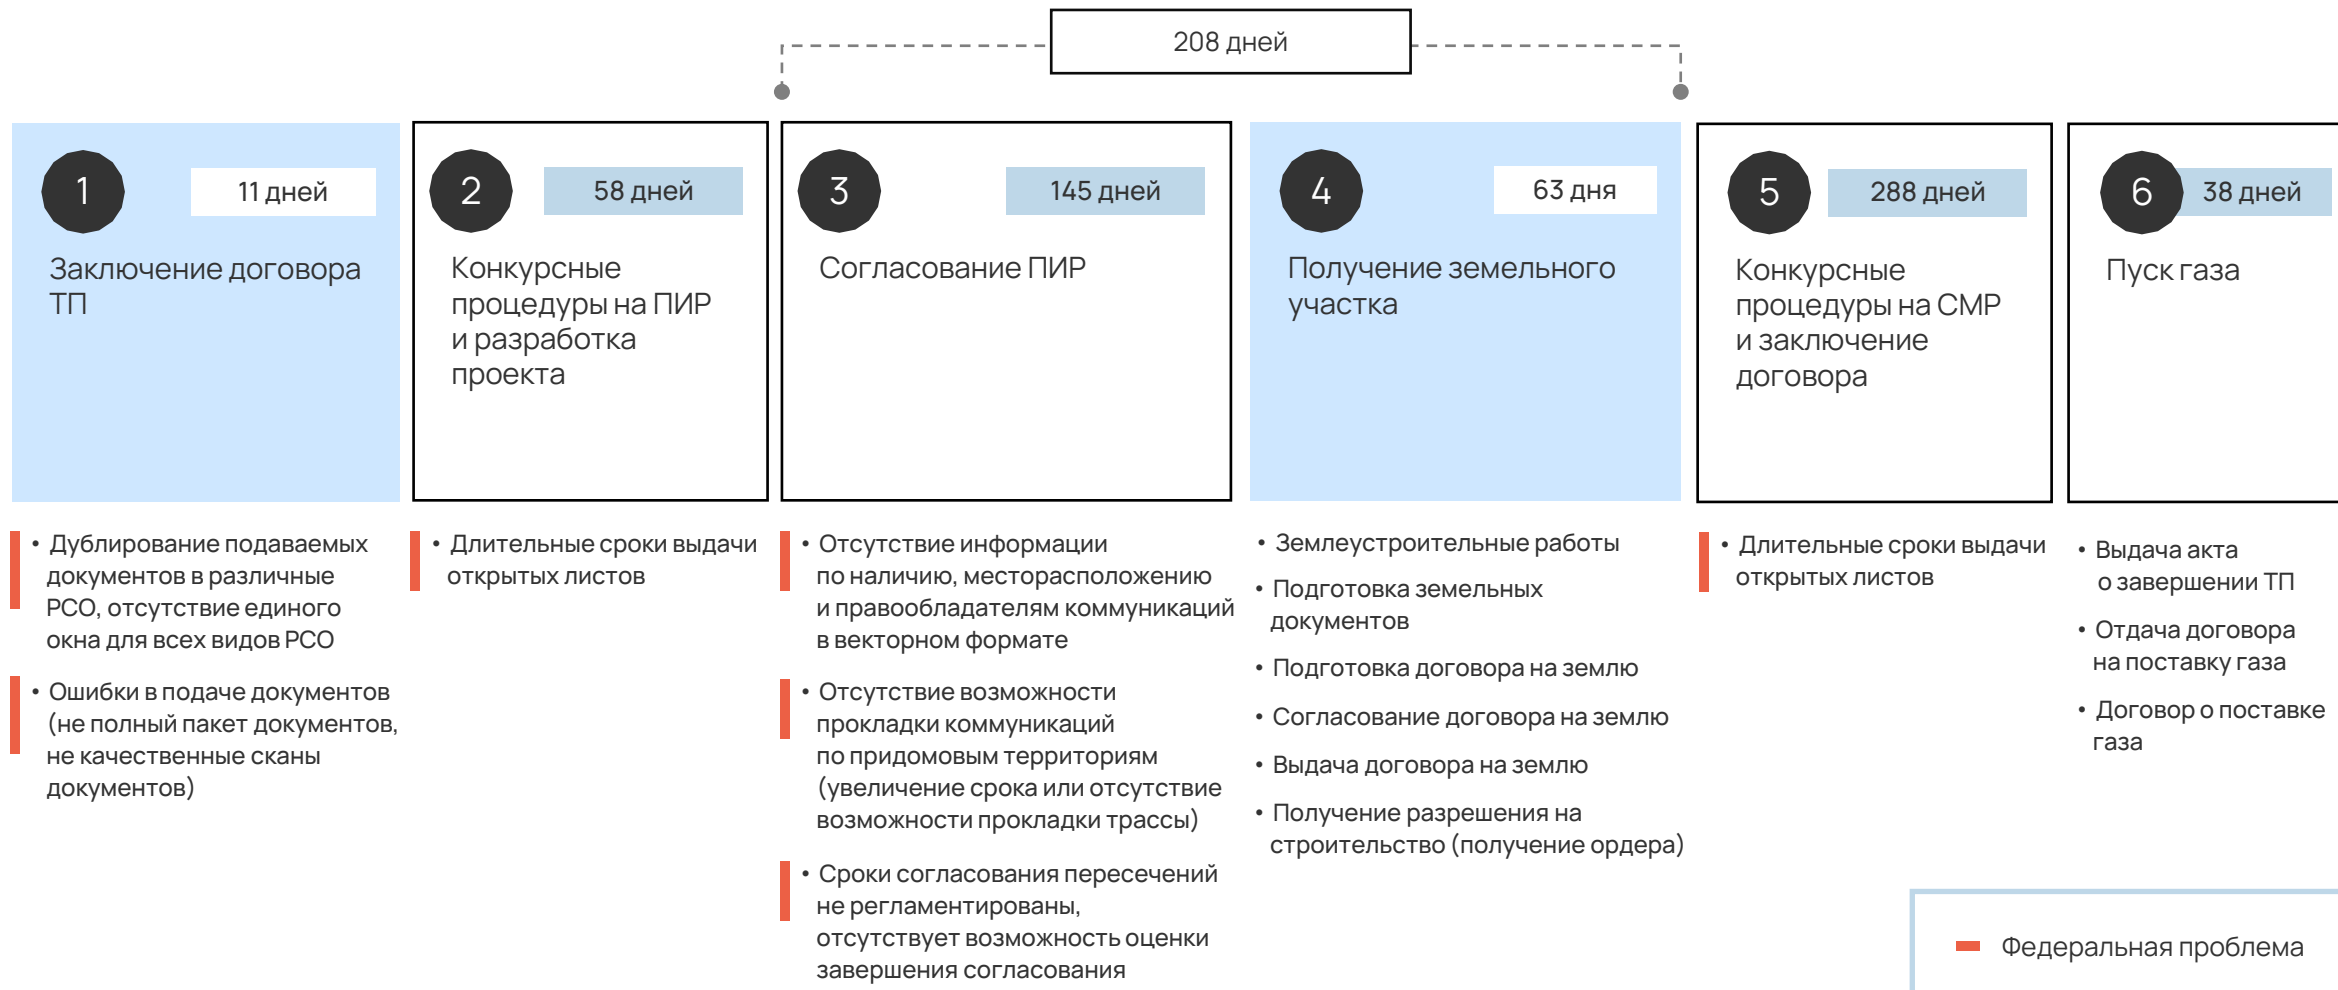 208 дней
1
11 дней
Заключение договора
ТП
2
58 дней
Конкурсные
процедуры на ПИР
и разработка
проекта
3
145 дней
Согласование ПИР
4
63 дня
Получение земельного
участка
5
288 дней
Конкурсные
процедуры на СМР
и заключение
договора
6
38 дней
Пуск газа
• Дублирование подаваемых
документов в различные
РСО, отсутствие единого
окна для всех видов РСО
• Ошибки в подаче документов
(не полный пакет документов,
не качественные сканы
документов)
• Длительные сроки выдачи
открытых листов
• Отсутствие информации
по наличию, месторасположению
и правообладателям коммуникаций
в векторном формате
• Отсутствие возможности
прокладки коммуникаций
по придомовым территориям
(увеличение срока или отсутствие
возможности прокладки трассы)
• Сроки согласования пересечений
не регламентированы,
отсутствует возможность оценки
завершения согласования
• Землеустроительные работы
• Подготовка земельных
документов
• Подготовка договора на землю
• Согласование договора на землю
• Выдача договора на землю
• Получение разрешения на
строительство (получение ордера)
• Длительные сроки выдачи
открытых листов
• Выдача акта
о завершении ТП
• Отдача договора
на поставку газа
• Договор о поставке
газа
Федеральная проблема